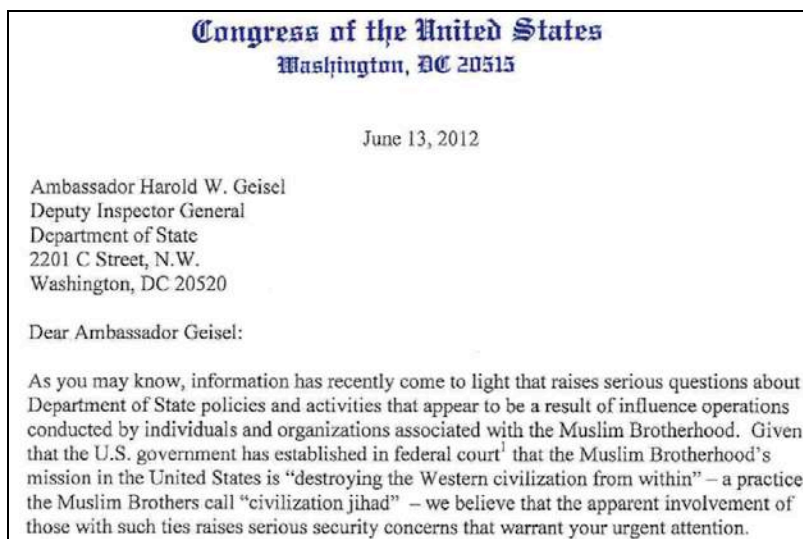 Congress of the United States
Washington, DC 20515
June 13, 2012
Ambassador Harold W. Geisel
Deputy Inspector General
Department of State
2201 C Street, N.W.
Washington, DC 20520
Dear Ambassador Geisel:
As you may know, information has recently come to light that raises serious questions about
Department of State policies and activities that appear to be a result of influence operations
conducted by individuals and organizations associated with the Muslim Brotherhood. Given
that the U.S. government has established in federal court¹ that the Muslim Brotherhood's
mission in the United States is “destroying the Western civilization from within” – a practice
the Muslim Brothers call “civilization jihad” – we believe that the apparent involvement of
those with such ties raises serious security concerns that warrant your urgent attention.